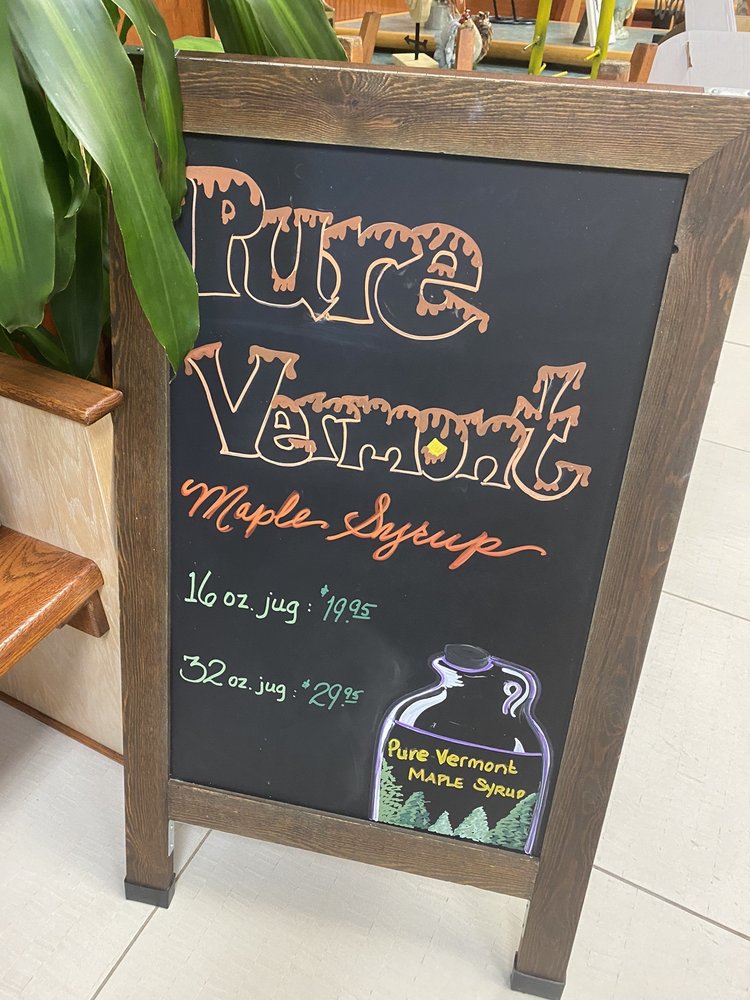 Pure
Vermont
Maple Syrup
16 oz. jug : $19.95
32 oz. jug : $29.95
Pure Vermont
MAPLE SYRUP